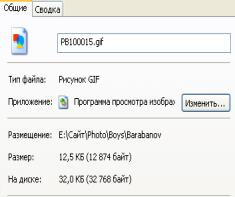 Общие Сводка
PB100015.gif
Тип файла: Рисунок GIF
Приложение: Программа просмотра изобра Изменить...
Размещение: E:\Сайт\Photo\Boys\Barabanov
Размер: 12,5 КБ (12 874 байт)
На диске: 32,0 КБ (32 768 байт)